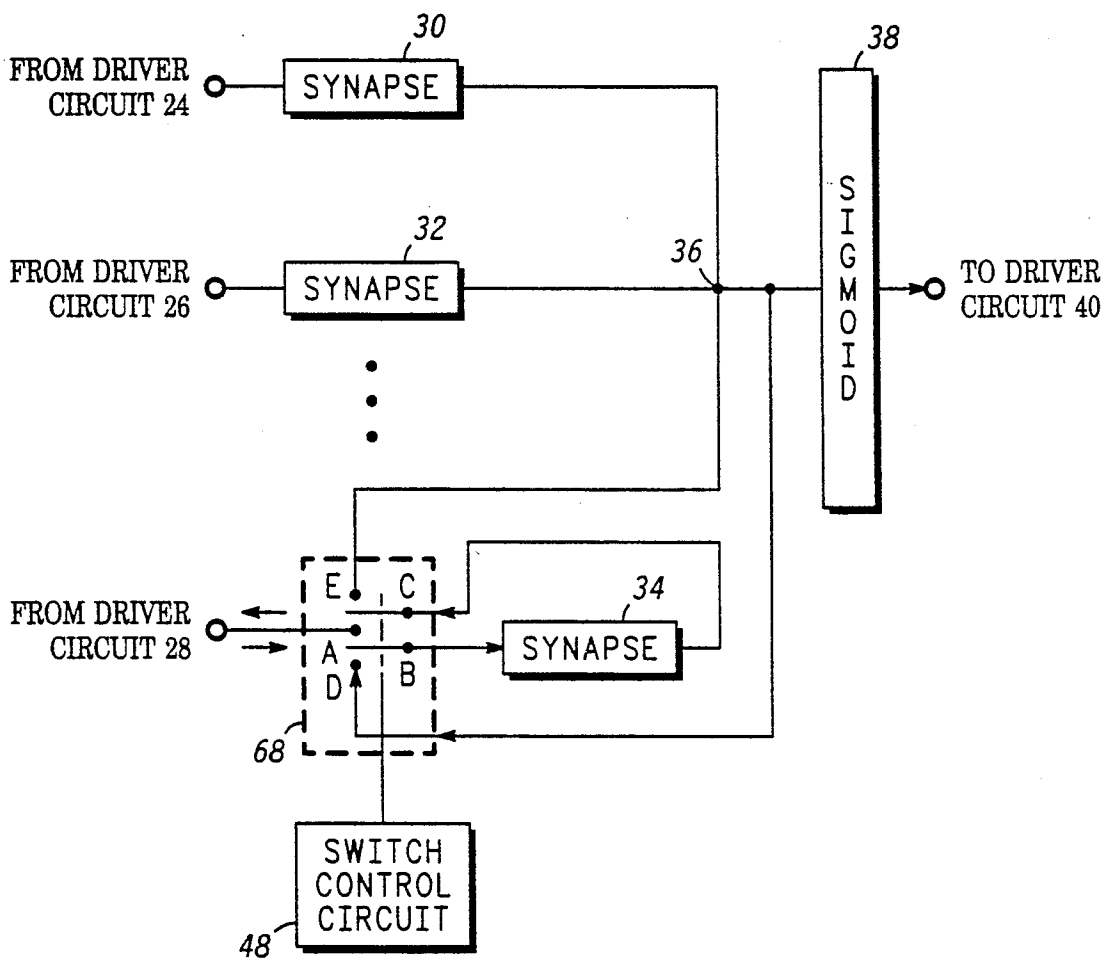 30
38
FROM DRIVER
CIRCUIT 24
SYNAPSE
32
36
FROM DRIVER
CIRCUIT 26
SYNAPSE
SIGMOID
TO DRIVER
CIRCUIT 40
E C
34
FROM DRIVER
CIRCUIT 28
A
SYNAPSE
D B
68
SWITCH
CONTROL
CIRCUIT
48